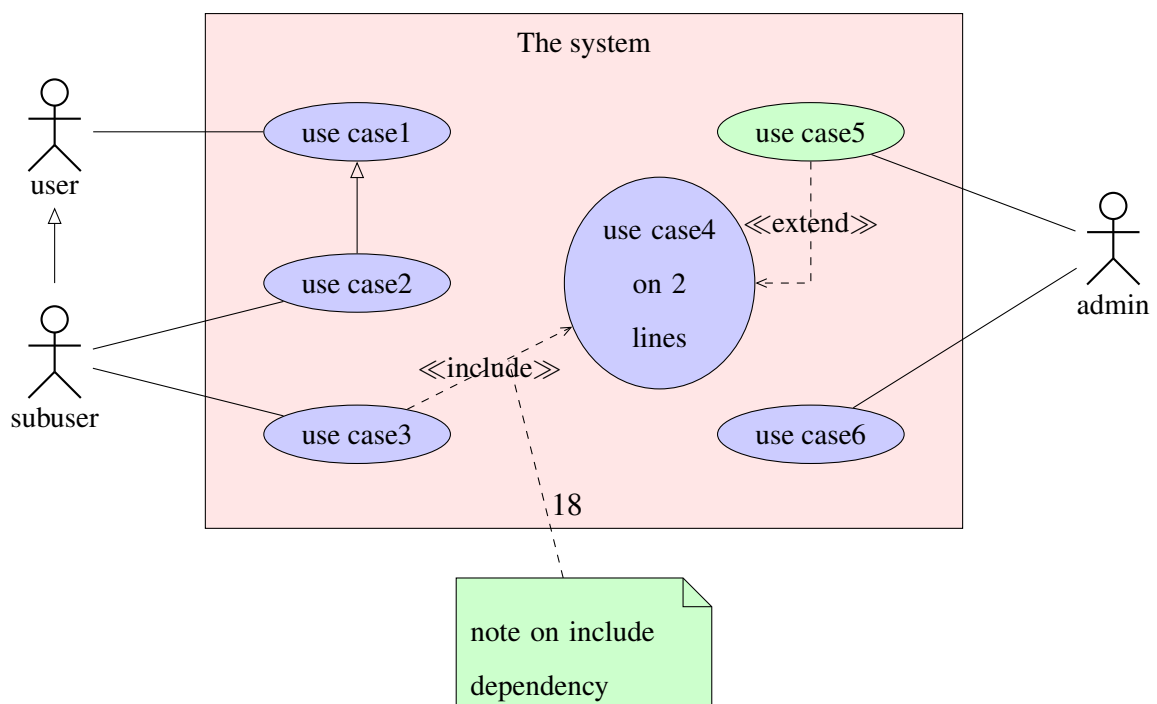 The system
user
use case1
use case5
use case4
on 2
lines
≪extend≫
use case2
admin
subuser
≪include≫
use case3
use case6
18
note on include
dependency